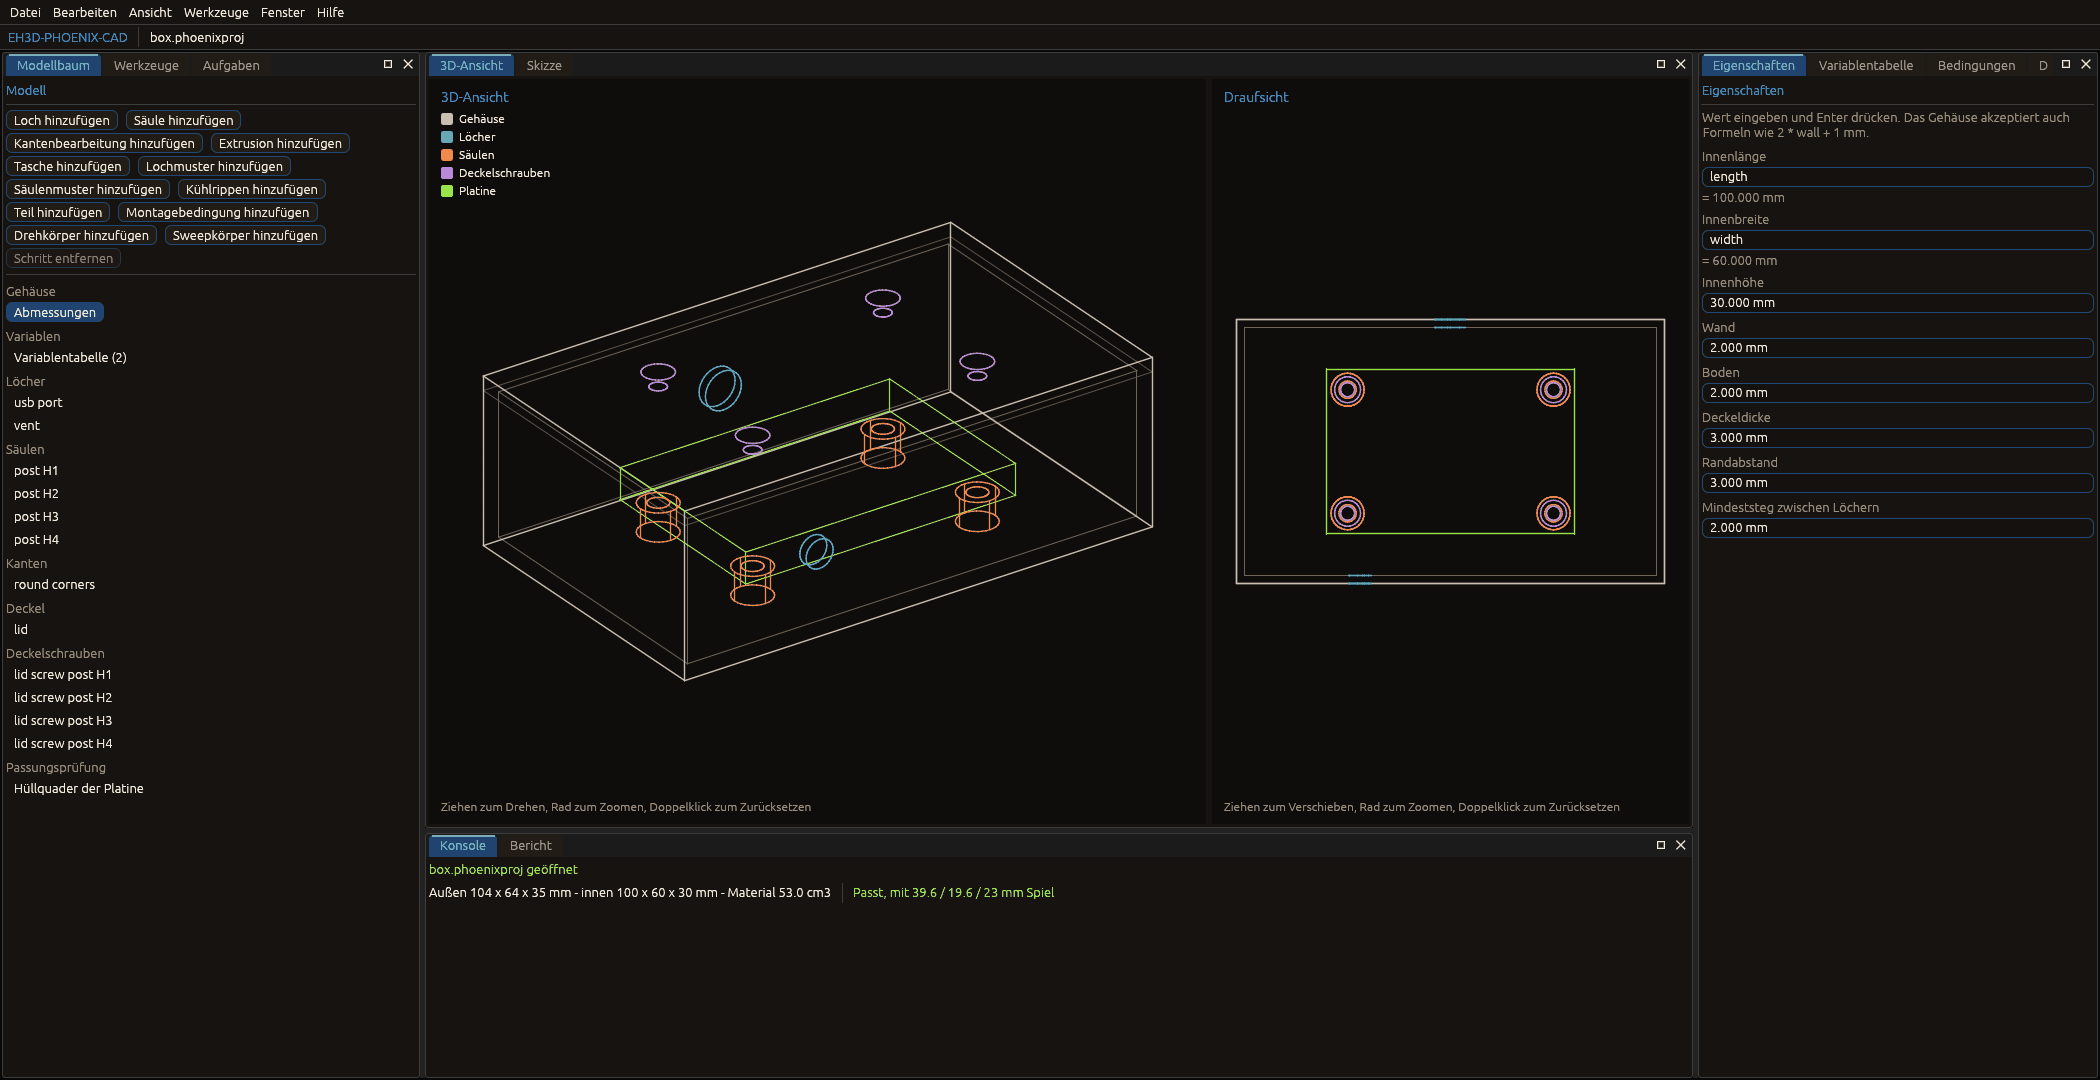 Datei Bearbeiten Ansicht Werkzeuge Fenster Hilfe
EH3D-PHOENIX-CAD box.phoenixproj
Modellbaum Werkzeuge Aufgaben
Modell
Loch hinzufügen Säule hinzufügen
Kantenbearbeitung hinzufügen Extrusion hinzufügen
Tasche hinzufügen Lochmuster hinzufügen
Säulenmuster hinzufügen Kühlrippen hinzufügen
Teil hinzufügen Montagebedingung hinzufügen
Drehkörper hinzufügen Sweepkörper hinzufügen
Schritt entfernen
Gehäuse
Abmessungen
Variablen
Variablentabelle (2)
Löcher
usb port
vent
Säulen
post H1
post H2
post H3
post H4
Kanten
round corners
Deckel
lid
Deckelschrauben
lid screw post H1
lid screw post H2
lid screw post H3
lid screw post H4
Passungsprüfung
Hüllquader der Platine
3D-Ansicht Skizze
3D-Ansicht
Gehäuse
Löcher
Säulen
Deckelschrauben
Platine
Ziehen zum Drehen, Rad zum Zoomen, Doppelklick zum Zurücksetzen
Draufsicht
Ziehen zum Verschieben, Rad zum Zoomen, Doppelklick zum Zurücksetzen
Konsole Bericht
box.phoenixproj geöffnet
Außen 104 x 64 x 35 mm - innen 100 x 60 x 30 mm - Material 53.0 cm3 Passt, mit 39.6 / 19.6 / 23 mm Spiel
Eigenschaften Variablentabelle Bedingungen D
Eigenschaften
Wert eingeben und Enter drücken. Das Gehäuse akzeptiert auch
Formeln wie 2 * wall + 1 mm.
Innenlänge
length
= 100.000 mm
Innenbreite
width
= 60.000 mm
Innenhöhe
30.000 mm
Wand
2.000 mm
Boden
2.000 mm
Deckeldicke
3.000 mm
Randabstand
3.000 mm
Mindeststeg zwischen Löchern
2.000 mm